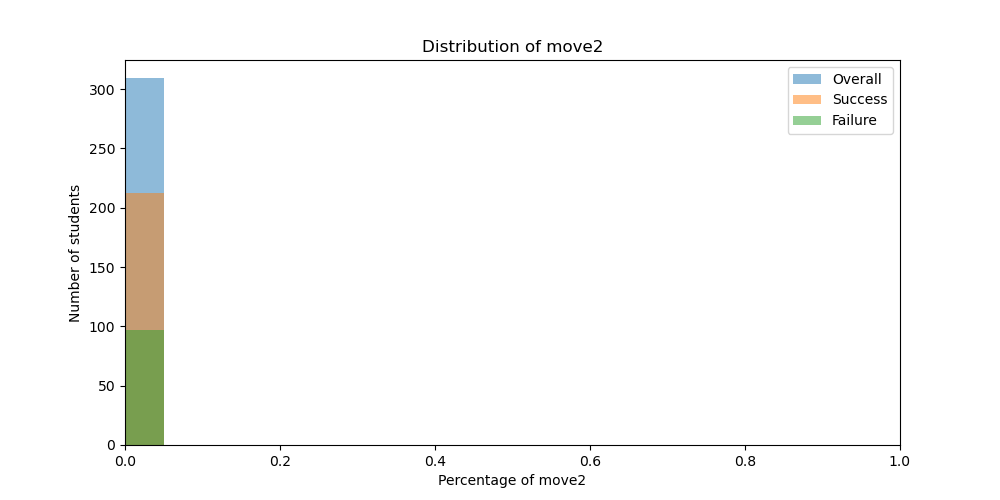 Distribution of move2
Overall
Success
Failure
Number of students
300
250
200
150
100
50
0
0.0 0.2 0.4 0.6 0.8 1.0
Percentage of move2